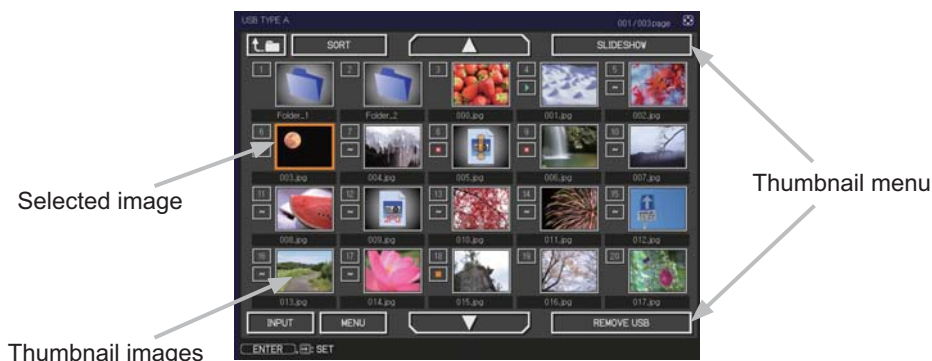 USB TYPE A 001/003page
SORT SLIDESHOW
1 2 3 4 5
Folder_1 Folder_2 000.jpg 001.jpg 002.jpg
6 7 8 9 10
003.jpg 004.jpg 005.jpg 006.jpg 007.jpg
Selected image
Thumbnail menu
11 12 13 14 15
JPG
008.jpg 009.jpg 010.jpg 011.jpg 012.jpg
16 17 18 19 20
013.jpg 014.jpg 015.jpg 016.jpg 017.jpg
INPUT MENU REMOVE USB
Thumbnail images
ENTER , : SET